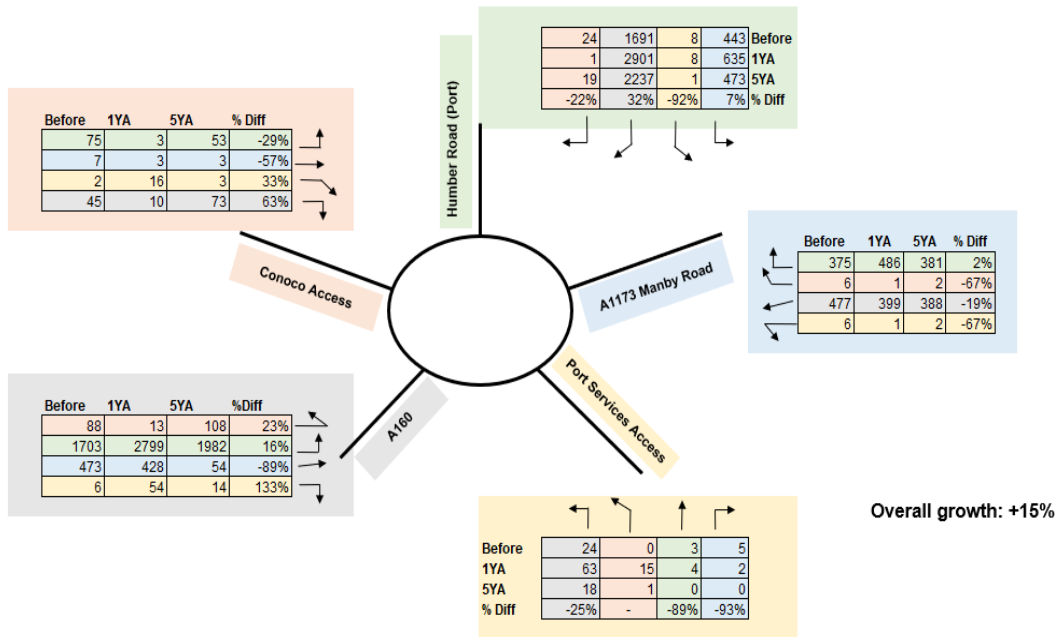 24 1691 8 443 Before
1 2901 8 635 1YA
19 2237 1 473 5YA
-22% 32% -92% 7% % Diff
Humber Road (Port)
Before 1YA 5YA % Diff
75 3 53 -29%
7 3 3 -57%
2 16 3 33%
45 10 73 63%
Conoco Access
A1173 Manby Road
Before 1YA 5YA % Diff
375 486 381 2%
6 1 2 -67%
477 399 388 -19%
6 1 2 -67%
Before 1YA 5YA %Diff
88 13 108 23%
1703 2799 1982 16%
473 428 54 -89%
6 54 14 133%
A160
Port Services Access
Overall growth: +15%
Before 24 0 3 5
1YA 63 15 4 2
5YA 18 1 0 0
% Diff -25% - -89% -93%